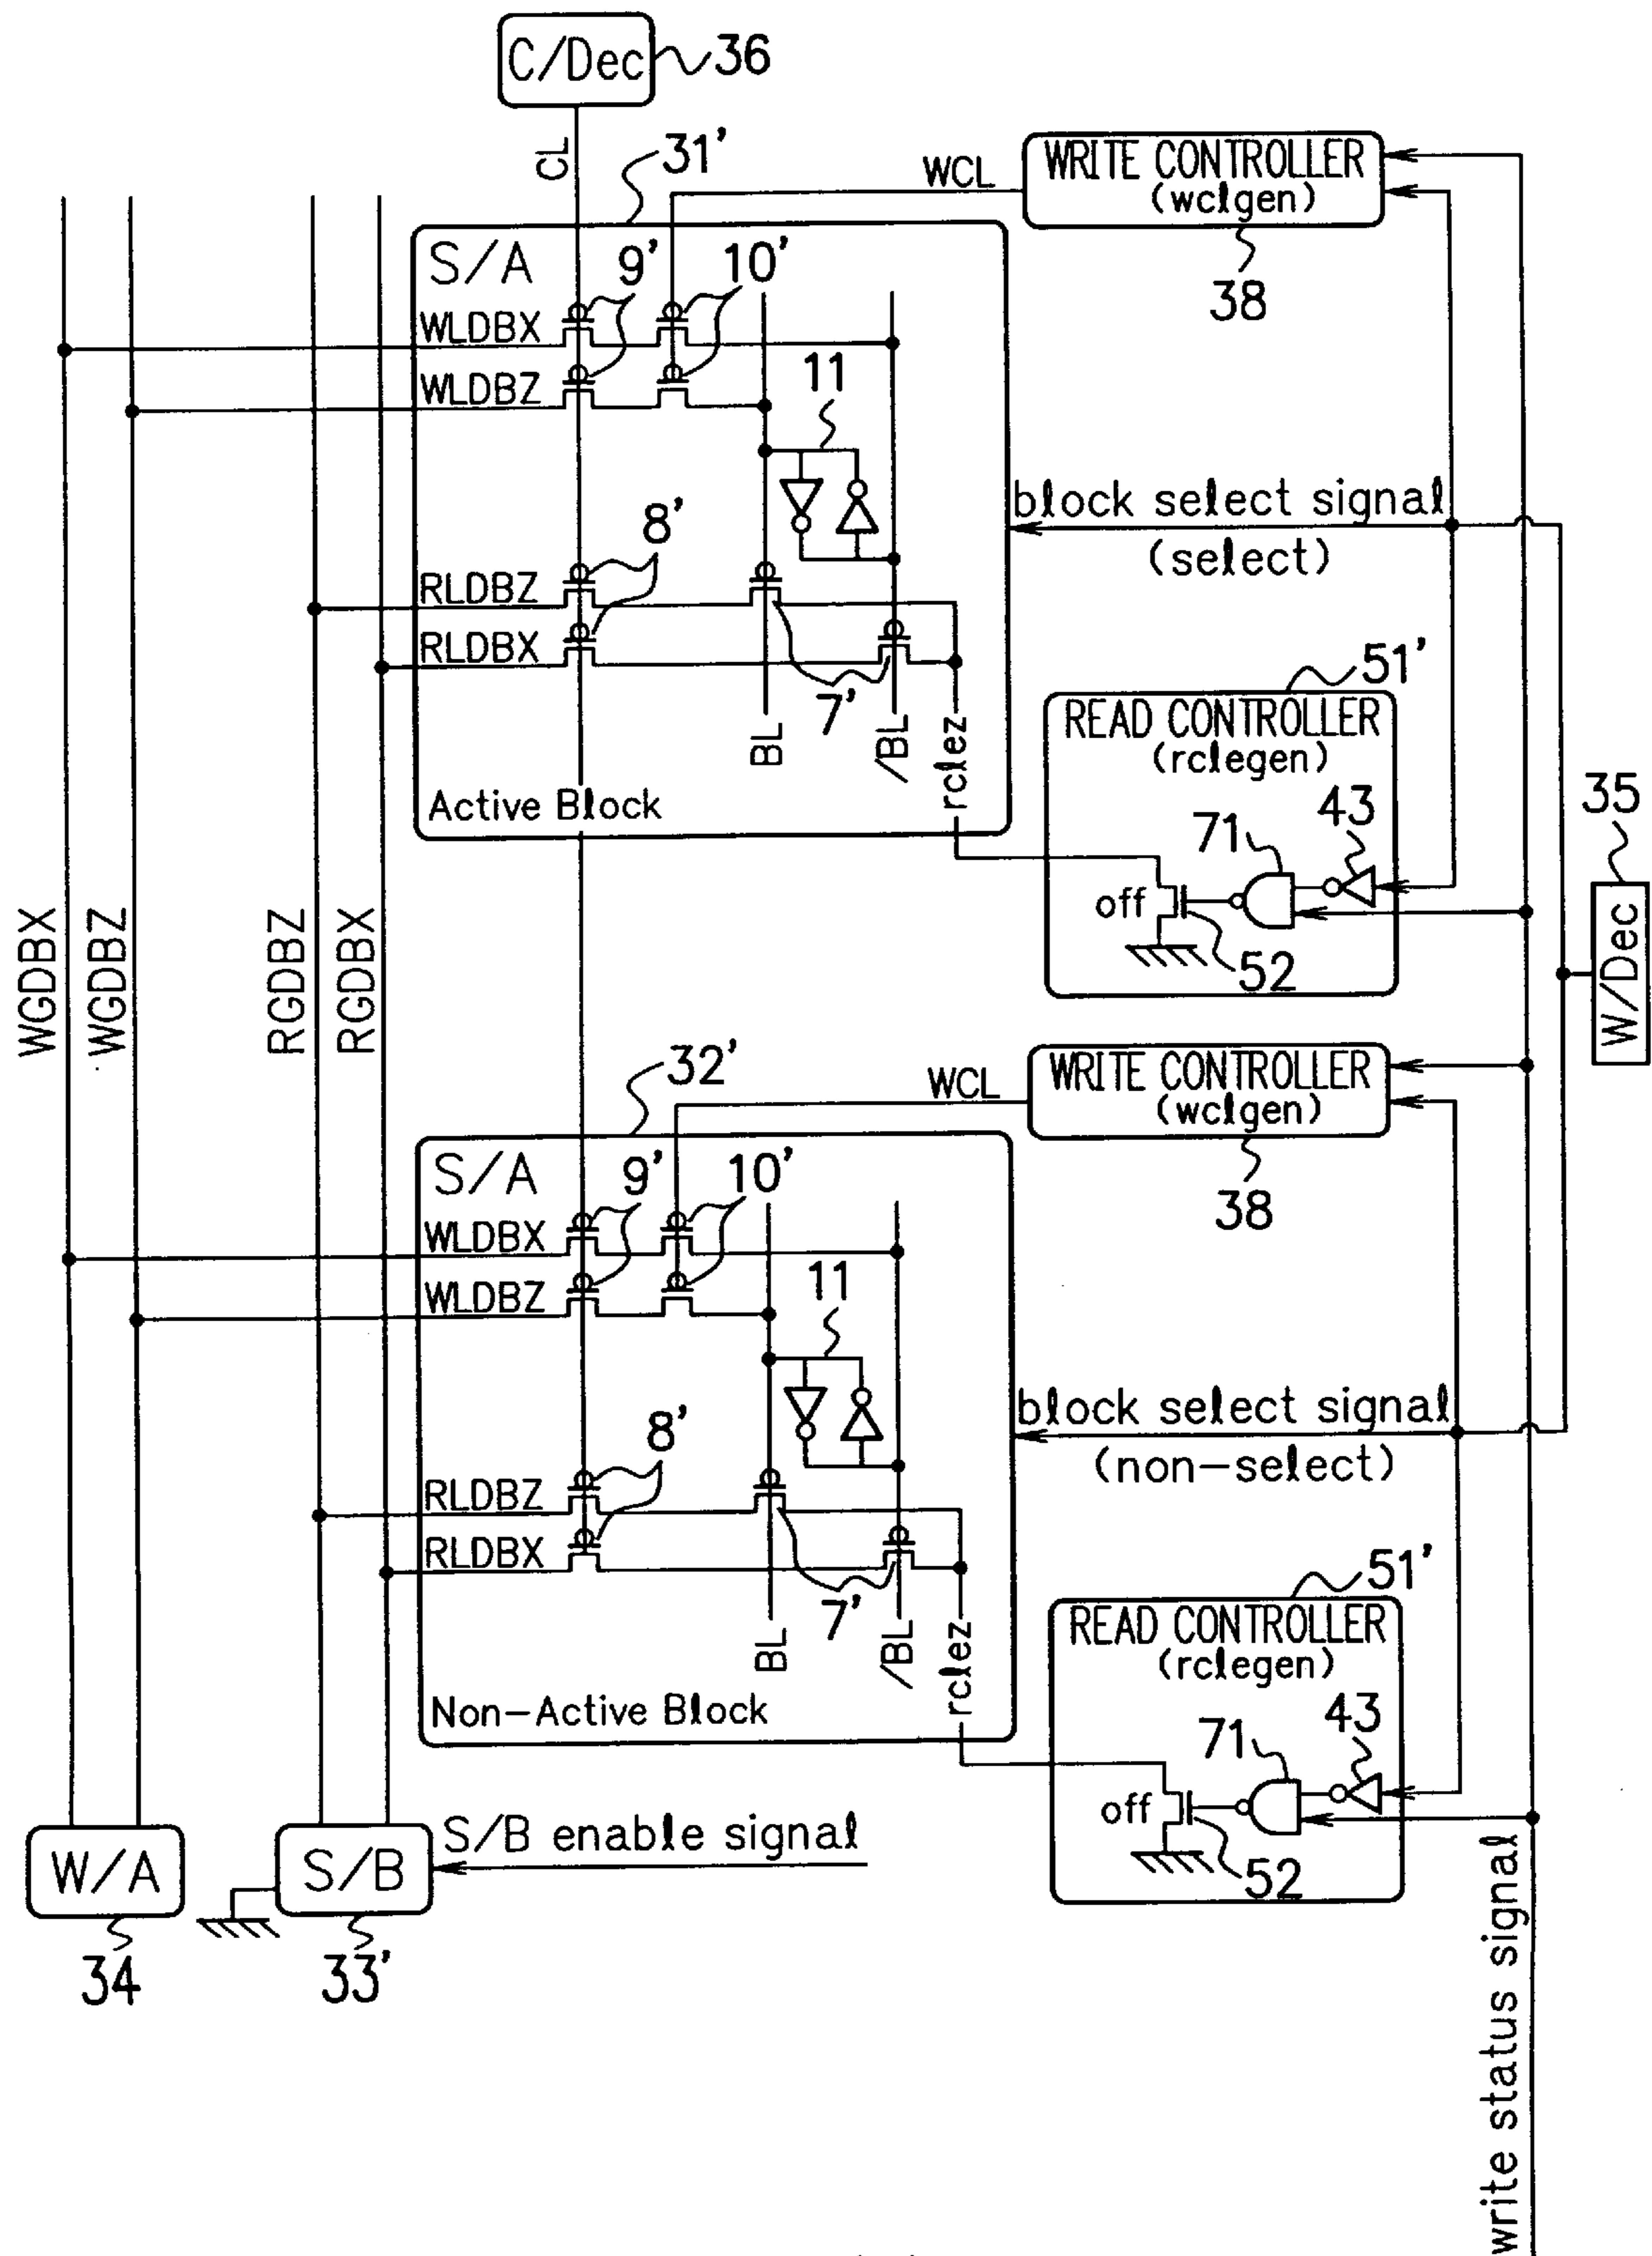 C/Dec
36
CL
31'
WRITE CONTROLLER
(wclgen)
38
WCL
S/A
9'
10'
WLDBX
WLDBZ
11
block select signal
(select)
8'
RLDBZ
RLDBX
7'
BL
/BL
rclez
Active Block
51'
READ CONTROLLER
(rclegen)
71
43
off
52
35
W/Dec
WGDBX
WGDBZ
RGDBZ
RGDBX
32'
WRITE CONTROLLER
(wclgen)
38
WCL
S/A
9'
10'
WLDBX
WLDBZ
11
block select signal
(non-select)
8'
RLDBZ
RLDBX
7'
BL
/BL
rclez
Non-Active Block
51'
READ CONTROLLER
(rclegen)
71
43
off
52
W/A
34
S/B
33'
S/B enable signal
write status signal